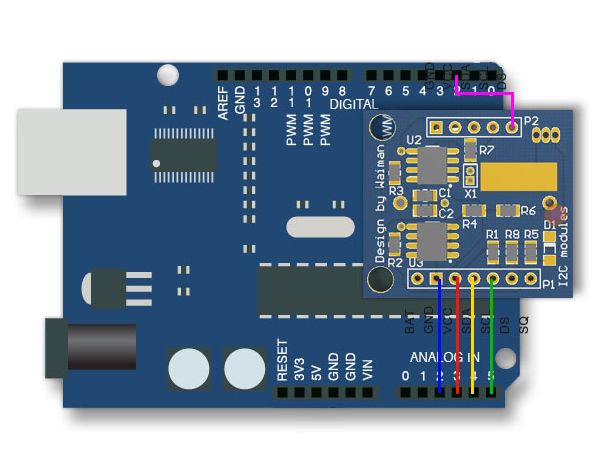 GND
VCC
SDA
SCL
DS
AREF
GND
13
12
11
10
9
8
7
6
5
4
3
2
1
0
DIGITAL
PWM
PWM
PWM
P2
U2
R7
X1
R3
C1
C2
R4
R6
D1
R2
U3
R1
R8
R5
P1
WM
Design by Waiman
I2C modules
BAT
GND
VCC
SDA
SCL
DS
SQ
ANALOG IN
RESET
3V3
5V
GND
GND
VIN
0
1
2
3
4
5